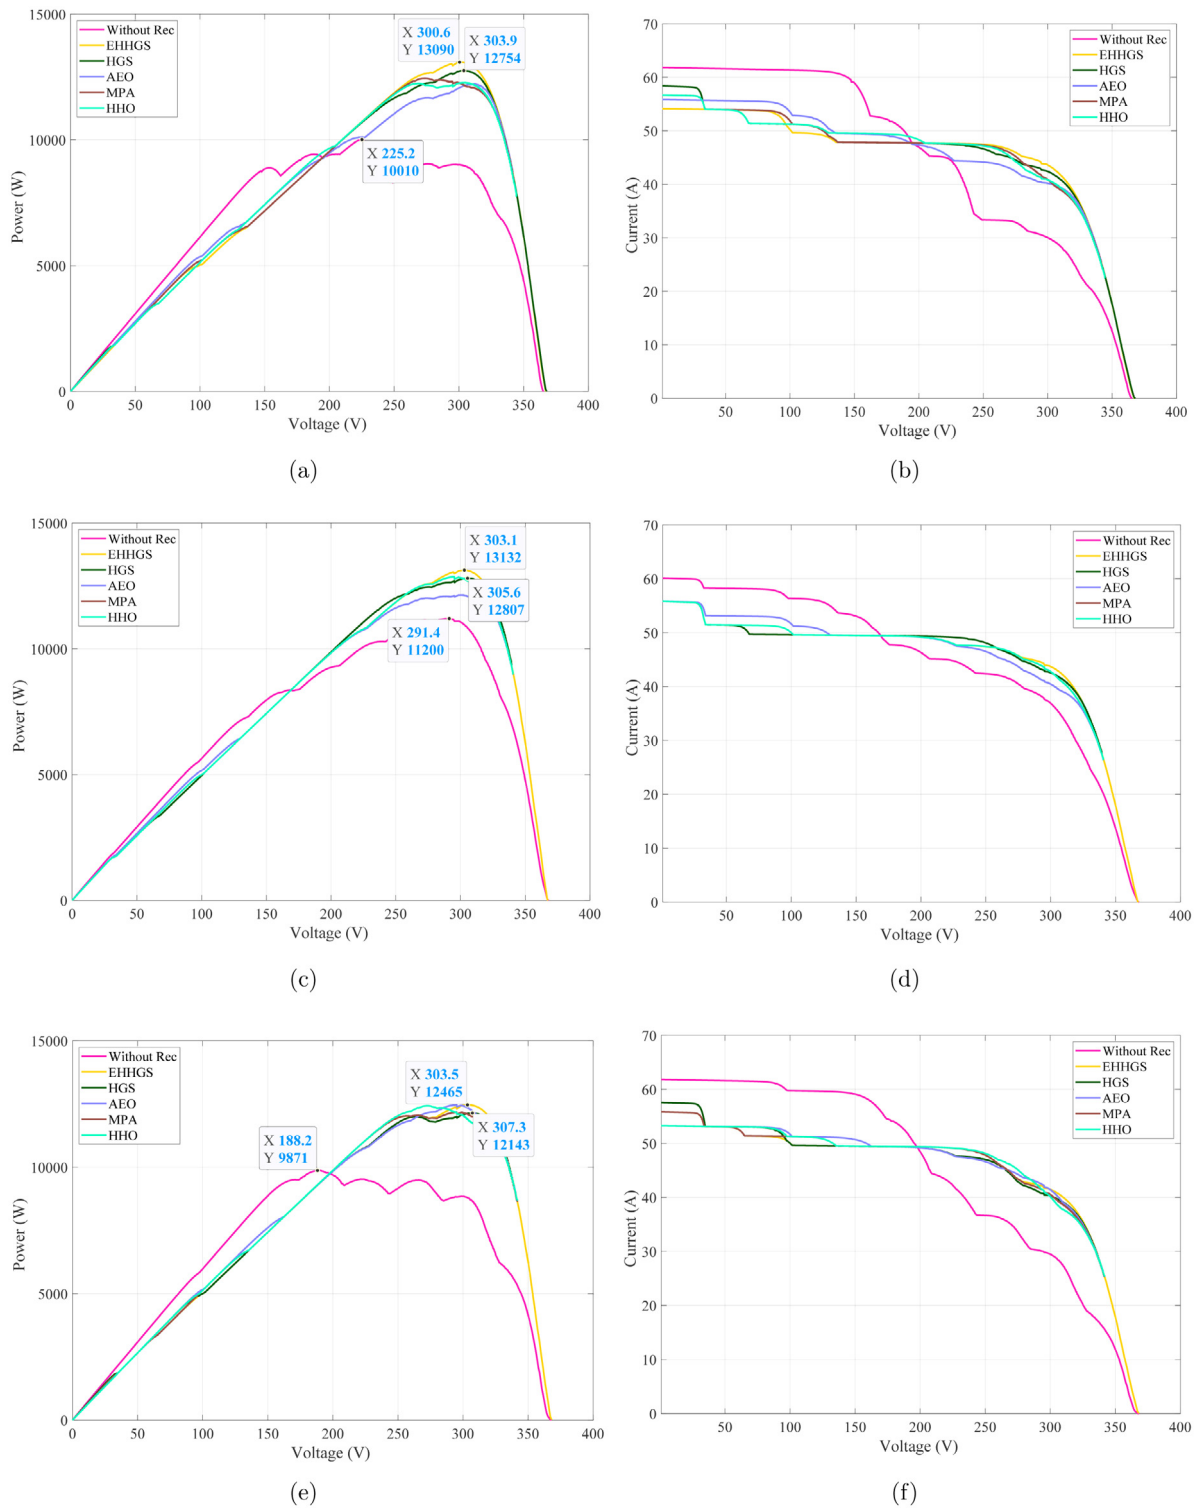 15000
10000
5000
0
Power (W)
Without Rec
EHHGS
HGS
AEO
MPA
HHO
X 300.6
Y 13090
X 303.9
Y 12754
X 225.2
Y 10010
0 50 100 150 200 250 300 350 400
Voltage (V)
(a)
70
60
50
40
30
20
10
0
Current (A)
Without Rec
EHHGS
HGS
AEO
MPA
HHO
50 100 150 200 250 300 350 400
Voltage (V)
(b)
15000
10000
5000
0
Power (W)
Without Rec
EHHGS
HGS
AEO
MPA
HHO
X 303.1
Y 13132
X 305.6
Y 12807
X 291.4
Y 11200
0 50 100 150 200 250 300 350 400
Voltage (V)
(c)
70
60
50
40
30
20
10
0
Current (A)
Without Rec
EHHGS
HGS
AEO
MPA
HHO
50 100 150 200 250 300 350 400
Voltage (V)
(d)
15000
10000
5000
0
Power (W)
Without Rec
EHHGS
HGS
AEO
MPA
HHO
X 303.5
Y 12465
X 307.3
Y 12143
X 188.2
Y 9871
0 50 100 150 200 250 300 350 400
Voltage (V)
(e)
70
60
50
40
30
20
10
0
Current (A)
Without Rec
EHHGS
HGS
AEO
MPA
HHO
50 100 150 200 250 300 350 400
Voltage (V)
(f)